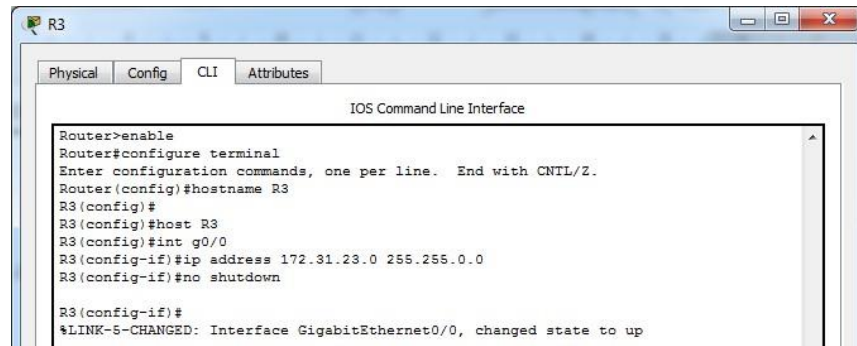 R3
Physical Config CLI Attributes
IOS Command Line Interface
Router>enable
Router#configure terminal
Enter configuration commands, one per line.  End with CNTL/Z.
Router(config)#hostname R3
R3(config)#
R3(config)#host R3
R3(config)#int g0/0
R3(config-if)#ip address 172.31.23.0 255.255.0.0
R3(config-if)#no shutdown
R3(config-if)#
%LINK-5-CHANGED: Interface GigabitEthernet0/0, changed state to up